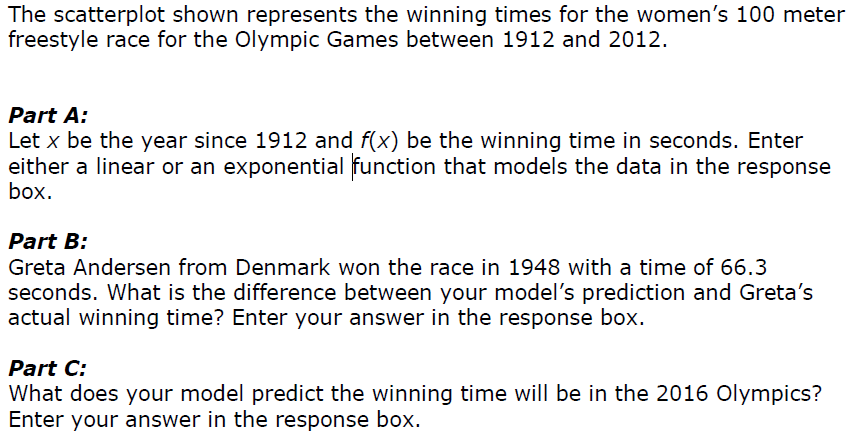 The scatterplot shown represents the winning times for the women's 100 meter
freestyle race for the Olympic Games between 1912 and 2012.
Part A:
Let x be the year since 1912 and f(x) be the winning time in seconds. Enter
either a linear or an exponential function that models the data in the response
box.
Part B:
Greta Andersen from Denmark won the race in 1948 with a time of 66.3
seconds. What is the difference between your model's prediction and Greta's
actual winning time? Enter your answer in the response box.
Part C:
What does your model predict the winning time will be in the 2016 Olympics?
Enter your answer in the response box.